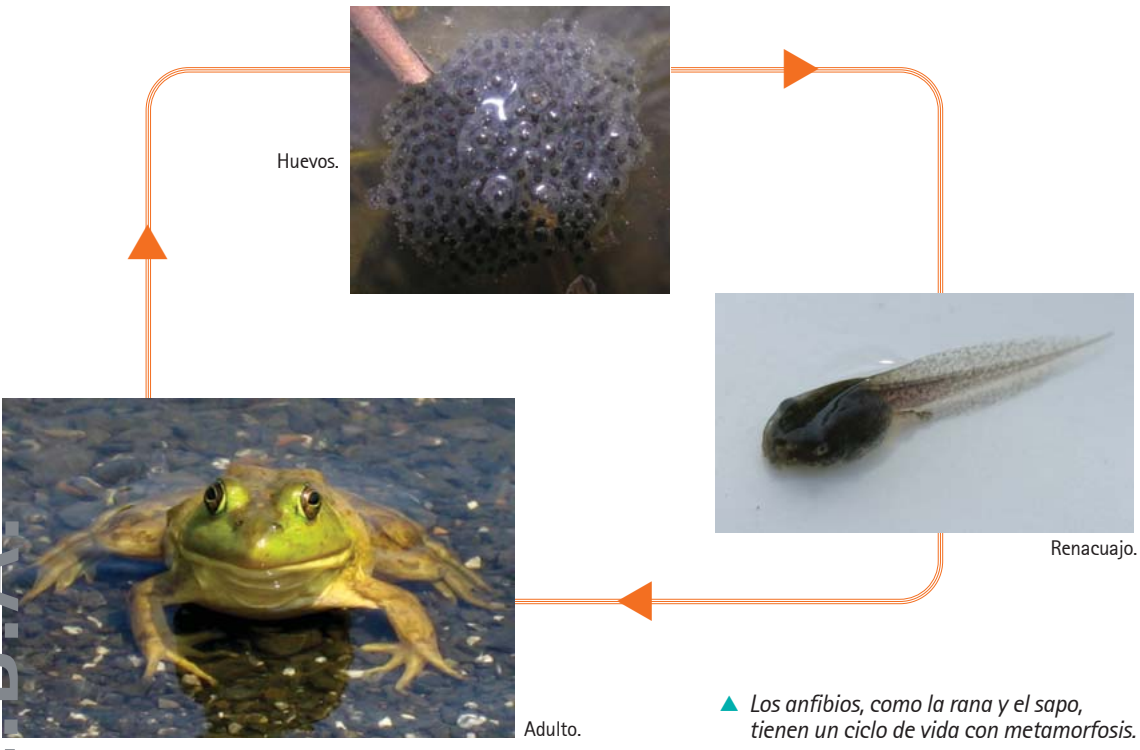 Huevos.
Renacuajo.
Adulto.
Los anfibios, como la rana y el sapo,
tienen un ciclo de vida con metamorfosis.